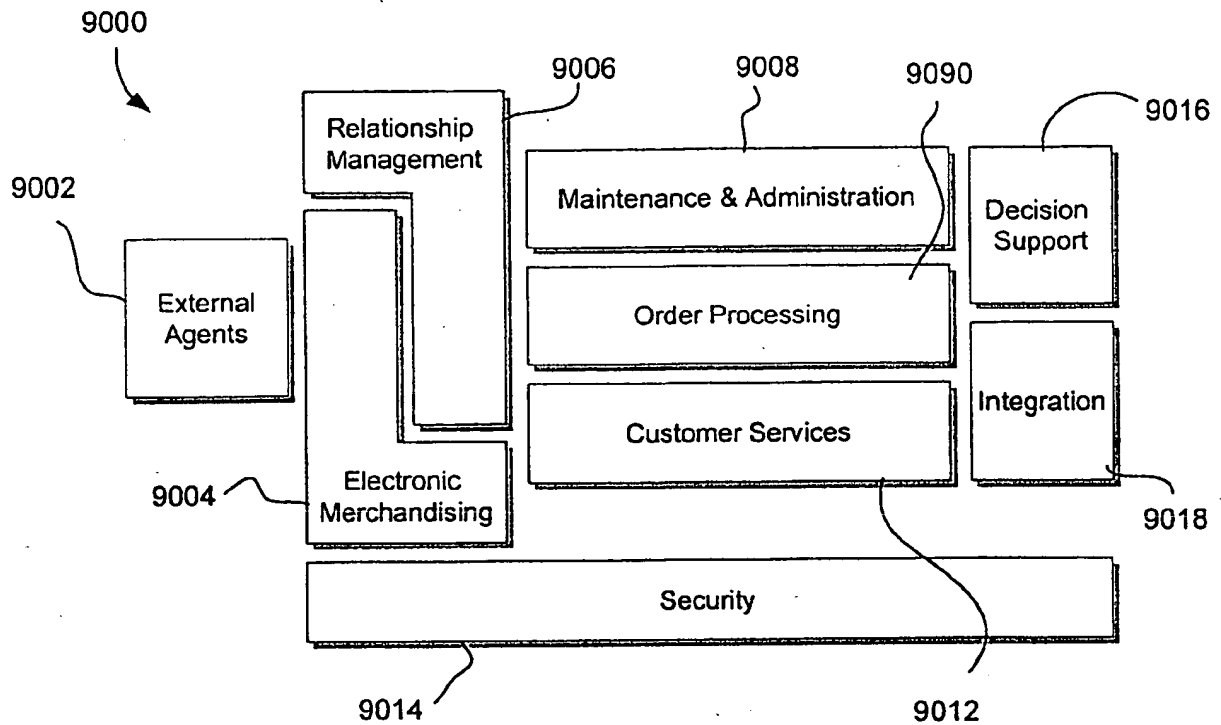 9000
9006
9008
9090
9016
Relationship
Management
9002
Maintenance & Administration
Decision
Support
External
Agents
Order Processing
Integration
Customer Services
9004
Electronic
Merchandising
9018
Security
9014
9012